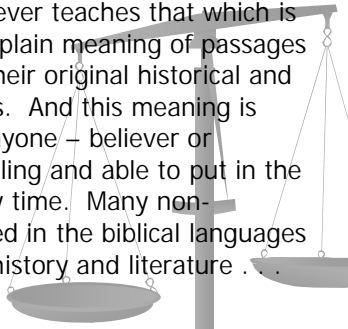 ever teaches that which is
plain meaning of passages
heir original historical and
s. And this meaning is
nyone – believer or
ling and able to put in the
y time. Many non-
ed in the biblical languages
history and literature . . .